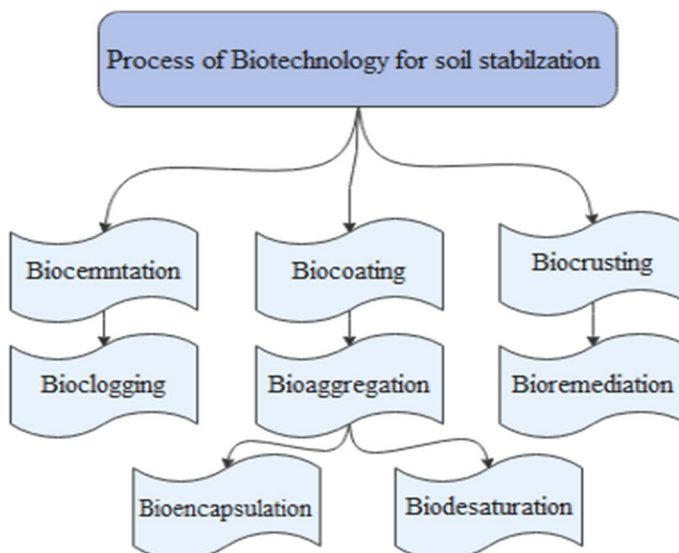 Process of Biotechnology for soil stabilzation
Biocemntation
Biocoating
Biocrusting
Bioclogging
Bioaggregation
Bioremediation
Bioencapsulation
Biodesaturation